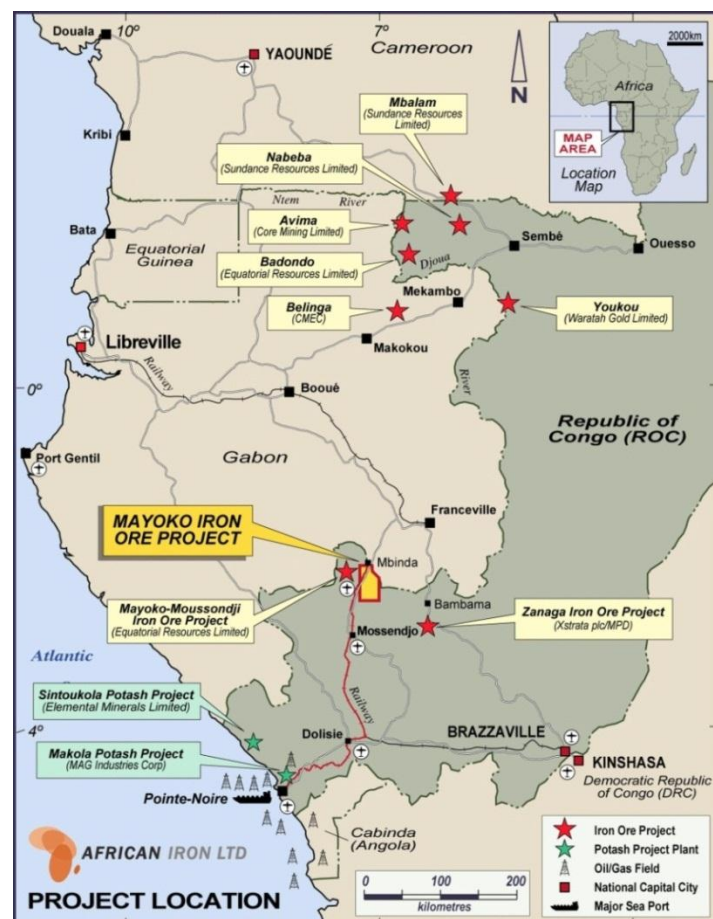 10°
7°
Douala
YAOUNDÉ
Cameroon
2000km
Africa
MAP
AREA
Location
Map
N
Kribi
Mbalam
(Sundance Resources
Limited)
Nabeba
(Sundance Resources Limited)
Ntem
River
Avima
(Core Mining Limited)
Bata
Equatorial
Guinea
Sembé
Ouesso
Badondo
(Equatorial Resources Limited)
Djoua
Mekambo
Belinga
(CMEC)
Youkou
(Waratah Gold Limited)
Libreville
Makokou
Railway
0°
Booué
River
Republic of
Congo (ROC)
Port Gentil
Gabon
Franceville
MAYOKO IRON
ORE PROJECT
Mbinda
Mayoko-Moussondji
Iron Ore Project
(Equatorial Resources Limited)
Bambama
Zanaga Iron Ore Project
(Xstrata plc/MPD)
Mossendjo
Atlantic
Sintoukola Potash Project
(Elemental Minerals Limited)
Railway
4°
Dolisie
BRAZZAVILLE
Makola Potash Project
(MAG Industries Corp)
KINSHASA
Democratic Republic
of Congo (DRC)
Pointe-Noire
Cabinda
(Angola)
AFRICAN IRON LTD
PROJECT LOCATION
0
100
200
kilometres
Iron Ore Project
Potash Project Plant
Oil/Gas Field
National Capital City
Major Sea Port